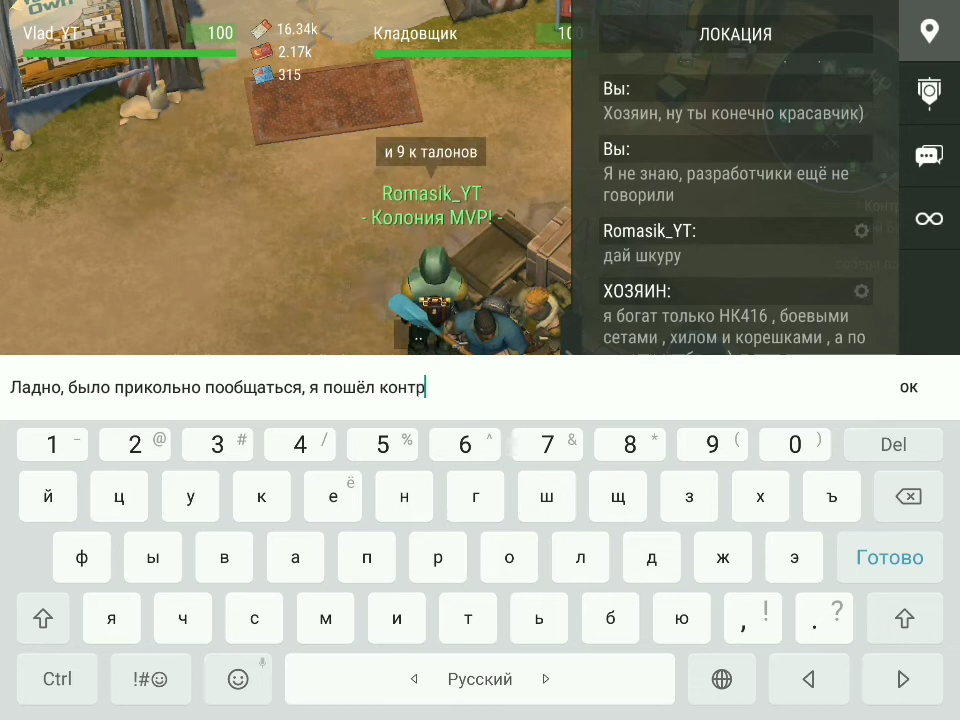 Own
Vlad_YT 100
16.34k
2.17k
315
Кладовщик 100
и 9 к талонов
Romasik_YT
- Колония MVP! -
ЛОКАЦИЯ
Вы:
Хозяин, ну ты конечно красавчик)
Вы:
Я не знаю, разработчики ещё не
говорили
Romasik_YT:
дай шкуру
ХОЗЯИН:
я богат только НК416 , боевыми
сетами , хилом и корешками , а по
Ладно, было прикольно пообщаться, я пошёл контр
ОК
1 - 2 @ 3 # 4 / 5 % 6 ^ 7 & 8 * 9 ( 0 ) Del
й ц у к е ё н г ш щ з х ъ
ф ы в а п р о л д ж э Готово
я ч с м и т ь б ю , ! . ?
Ctrl !#☺ Русский